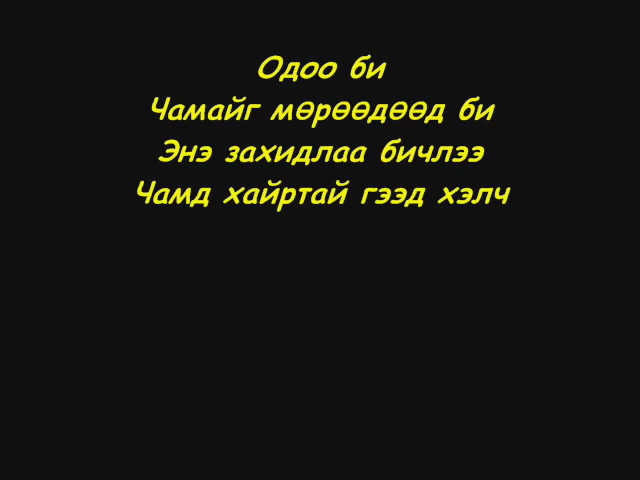 Одоо би
Чамайг мөрөөдөөд би
Энэ захидлаа бичлээ
Чамд хайртай гээд хэлч